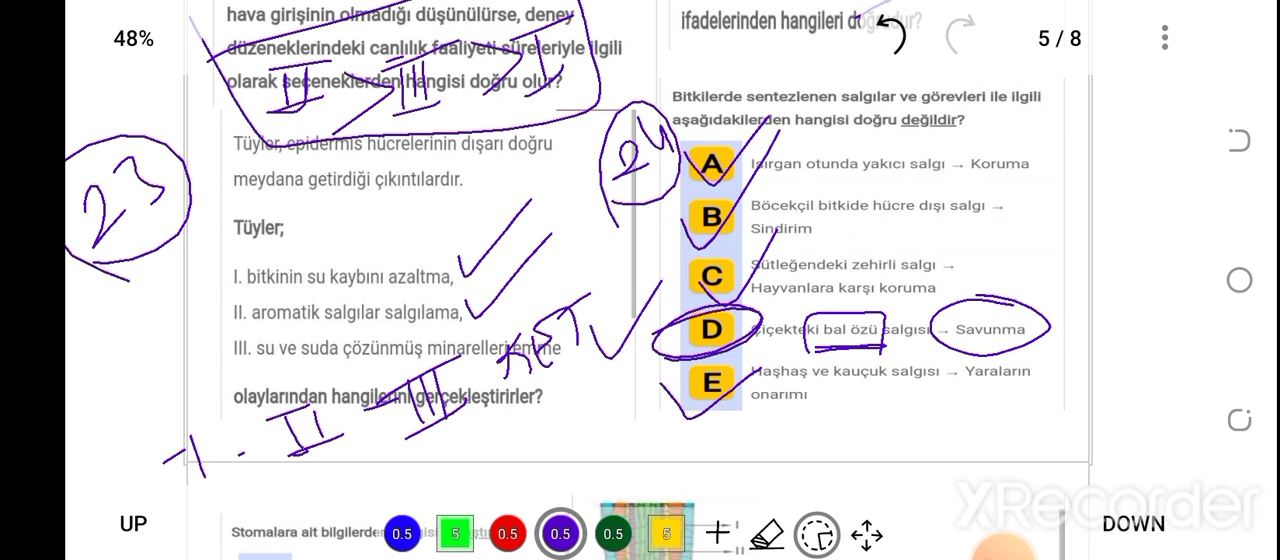 48%
hava girişinin olmadığı düşünülürse, deney
düzeneklerindeki canlılık faaliyeti süreleriyle ilgili
olarak seçeneklerden hangisi doğru olur?
II > III > I
23
Tüyler, epidermis hücrelerinin dışarı doğru
meydana getirdiği çıkıntılardır.
Tüyler;
I. bitkinin su kaybını azaltma,
II. aromatik salgılar salgılama,
III. su ve suda çözünmüş minarelleri emme
olaylarından hangilerini gerçekleştirirler?
II III
ifadelerinden hangileri doğrudur?
5 / 8
24
Bitkilerde sentezlenen salgılar ve görevleri ile ilgili
aşağıdakilerden hangisi doğru değildir?
A Isırgan otunda yakıcı salgı → Koruma
B Böcekçil bitkide hücre dışı salgı →
Sindirim
C Sütleğendeki zehirli salgı →
Hayvanlara karşı koruma
D Çiçekteki bal özü salgısı → Savunma
E Haşhaş ve kauçuk salgısı → Yaraların
onarımı
XRecorder
UP
Stomalara ait bilgilerden
I
II
0.5 5 0.5 0.5 0.5 5
DOWN